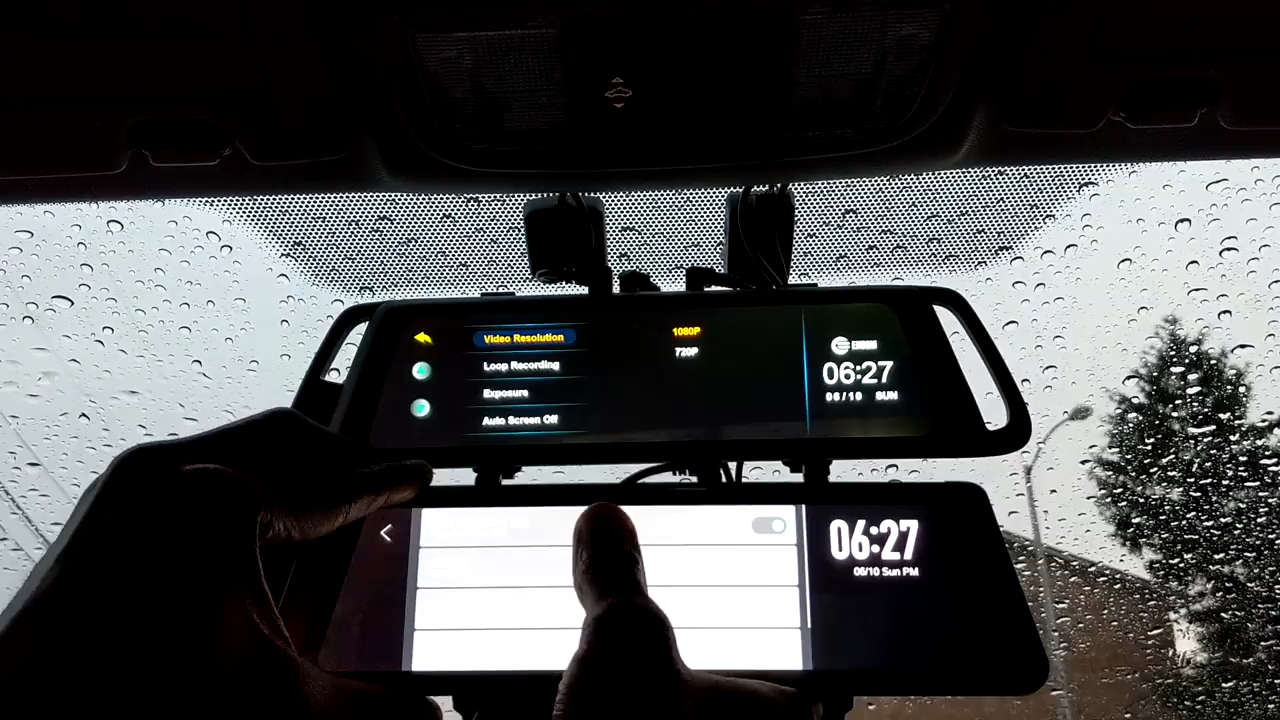 Video Resolution
1080P
720P
Loop Recording
Exposure
Auto Screen Off
06:27
06/10 SUN
06:27
06/10 Sun PM